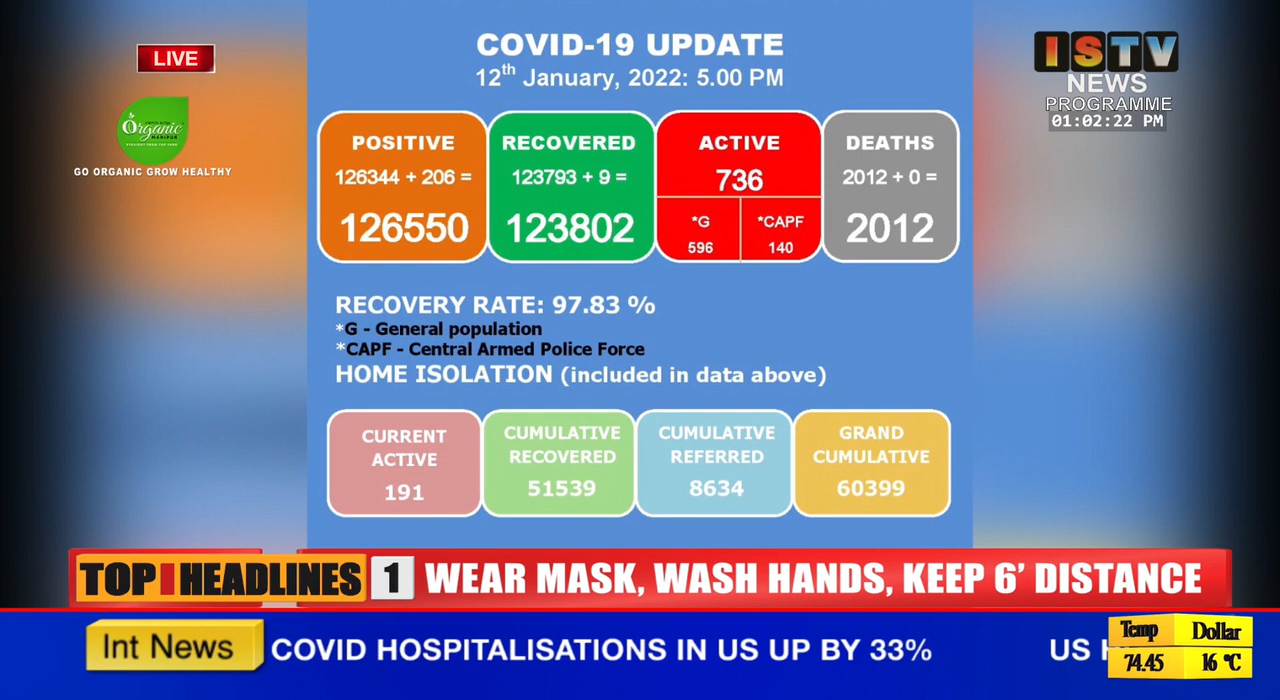 LIVE
Organic
MANIPUR
GO ORGANIC GROW HEALTHY
ISTV
NEWS
PROGRAMME
01:02:22 PM
COVID-19 UPDATE
12th January, 2022: 5.00 PM
POSITIVE
126344 + 206 =
126550
RECOVERED
123793 + 9 =
123802
ACTIVE
736
*G
596
*CAPF
140
DEATHS
2012 + 0 =
2012
RECOVERY RATE: 97.83 %
*G - General population
*CAPF - Central Armed Police Force
HOME ISOLATION (included in data above)
CURRENT
ACTIVE
191
CUMULATIVE
RECOVERED
51539
CUMULATIVE
REFERRED
8634
GRAND
CUMULATIVE
60399
TOP HEADLINES 1 WEAR MASK, WASH HANDS, KEEP 6' DISTANCE
Int News COVID HOSPITALISATIONS IN US UP BY 33% US
Temp Dollar
74.45 16 °C